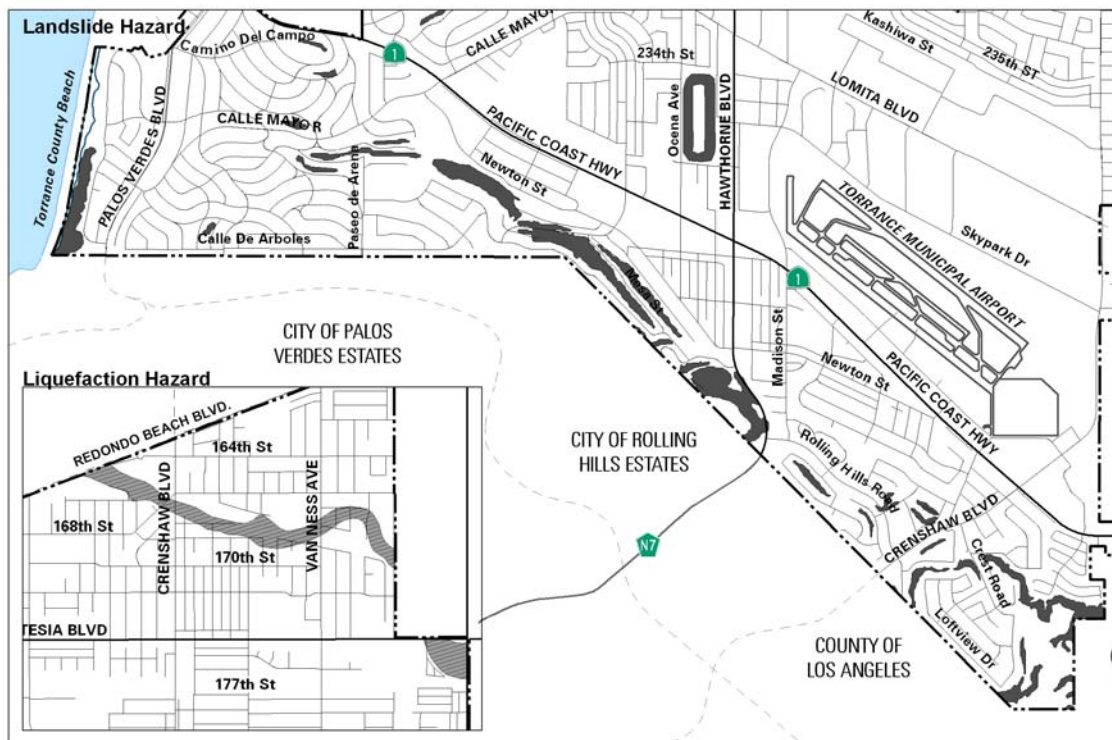 Landslide Hazard
Camino Del Campo
1
CALLE MAYOR
234th St
Kashiwa St
235th ST
LOMITA BLVD
Torrance County Beach
PALOS VERDES BLVD
CALLE MAYOR
PACIFIC COAST HWY
Ocena Ave
HAWTHORNE BLVD
Newton St
Paseo de Arena
Calle De Arboles
TORRANCE MUNICIPAL AIRPORT
Skypark Dr
Mesa St
1
Madison St
Newton St
PACIFIC COAST HWY
CITY OF PALOS
VERDES ESTATES
CITY OF ROLLING
HILLS ESTATES
Rolling Hills Road
CRENSHAW BLVD
Crest Road
N7
Loftview Dr
COUNTY OF
LOS ANGELES
Liquefaction Hazard
REDONDO BEACH BLVD.
164th St
CRENSHAW BLVD
VAN NESS AVE
168th St
170th St
TESIA BLVD
177th St